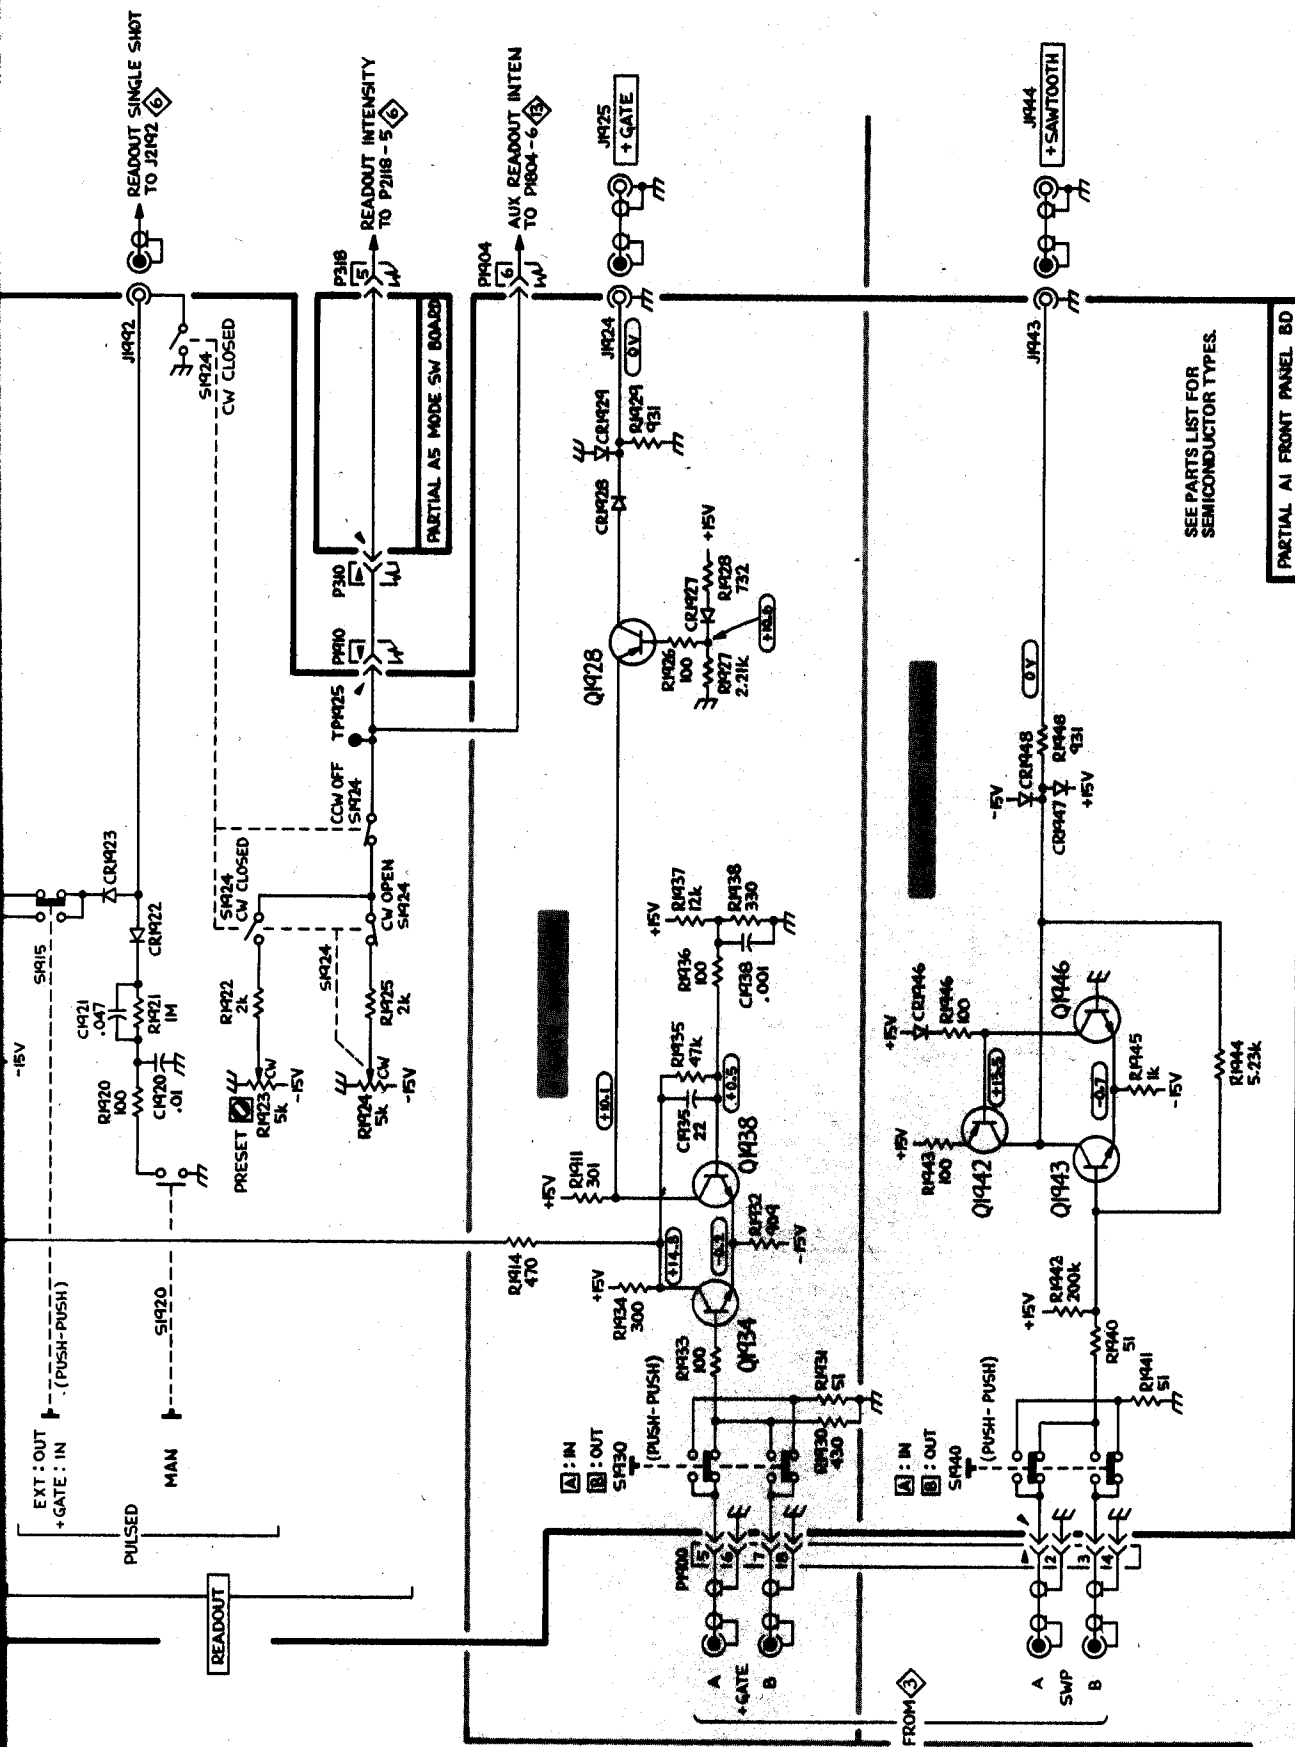 READOUT SINGLE SHOT
TO J2192 6
READOUT INTENSITY
TO P2118-5 6
AUX READOUT INTEN
TO P1804-6 13
J1925
+ GATE
J1944
+SAWTOOTH
J1992
S1924
CW CLOSED
P318
5
PARTIAL A5 MODE SW BOARD
P1904
6
J1924
0V
J1943
P310
P1910
TP1925
CCW OFF
S1924
CR1929
R1929
931
CR1928
+15V
R1928
732
CR1927
+10.6
Q1928
R1926
100
R1927
2.21k
SEE PARTS LIST FOR
SEMICONDUCTOR TYPES.
PARTIAL A1 FRONT PANEL BD
0V
CR1948
R1948
931
-15V
CR1947
+15V
-15V
S1915
CR1923
CR1922
C1921
.047
R1921
1M
R1920
100
C1920
.01
S1924
CW CLOSED
CW OPEN
S1924
R1922
2k
S1924
R1925
2k
PRESET
R1923
5k
CW
-15V
R1924
5k
CW
-15V
+15V
R1937
12k
R1938
330
R1936
100
C1938
.001
R1935
47k
C1935
22
+0.5
+10.1
Q1938
+15V
R1911
301
R1932
909
-15V
+14.3
R1914
470
+15V
R1934
300
R1933
100
Q1934
+15V
CR1946
R1946
100
Q1946
+13.5
-0.7
R1945
1k
-15V
R1944
5.23k
+15V
R1943
100
Q1942
Q1943
+15V
R1942
200k
R1940
51
R1941
51
EXT:OUT
+GATE:IN
(PUSH-PUSH)
MAN
S1920
PULSED
READOUT
A : IN
B : OUT
S1930
(PUSH-PUSH)
R1931
51
R1930
430
A : IN
B : OUT
S1940
(PUSH-PUSH)
P1900
15
16
17
18
12
13
14
A
+GATE
B
FROM 3
A
SWP
B